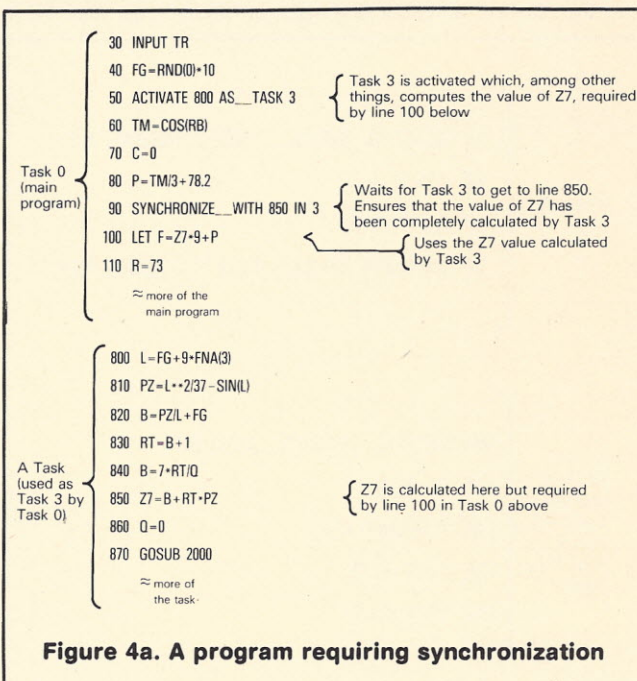 30 INPUT TR
40 FG=RND(0)*10
50 ACTIVATE 800 AS__TASK 3
Task 3 is activated which, among other
things, computes the value of Z7, required
by line 100 below
60 TM=COS(RB)
70 C=0
Task 0
(main
program)
80 P=TM/3+78.2
90 SYNCHRONIZE__WITH 850 IN 3
Waits for Task 3 to get to line 850.
Ensures that the value of Z7 has
been completely calculated by Task 3
100 LET F=Z7*9+P
Uses the Z7 value calculated
by Task 3
110 R=73
≈ more of the
main program
800 L=FG+9*FNA(3)
810 PZ=L**2/37-SIN(L)
820 B=PZ/L+FG
830 RT=B+1
A Task
(used as
Task 3 by
Task 0)
840 B=7*RT/Q
850 Z7=B+RT*PZ
Z7 is calculated here but required
by line 100 in Task 0 above
860 Q=0
870 GOSUB 2000
≈ more of
the task
Figure 4a. A program requiring synchronization